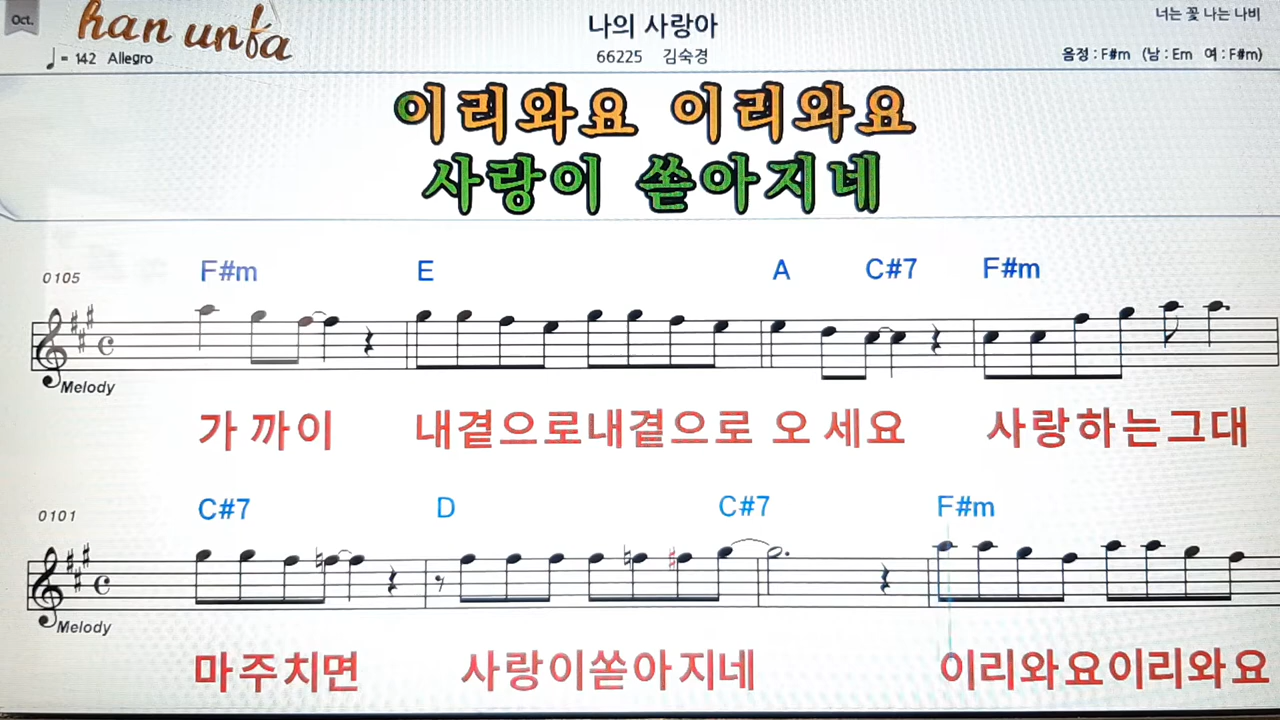 Oct.
han unfa
♩= 142 Allegro
나의 사랑아
66225 김숙경
너는 꽃 나는 나비
음정 : F#m (남 : Em 여 : F#m)
이리와요 이리와요
사랑이 쏟아지네
0105
F#m E A C#7 F#m
Melody
가 까이 내곁으로내곁으로 오 세요 사랑하는그대
0101
C#7 D C#7 F#m
Melody
마주치면 사랑이쏟아지네 이리와요이리와요